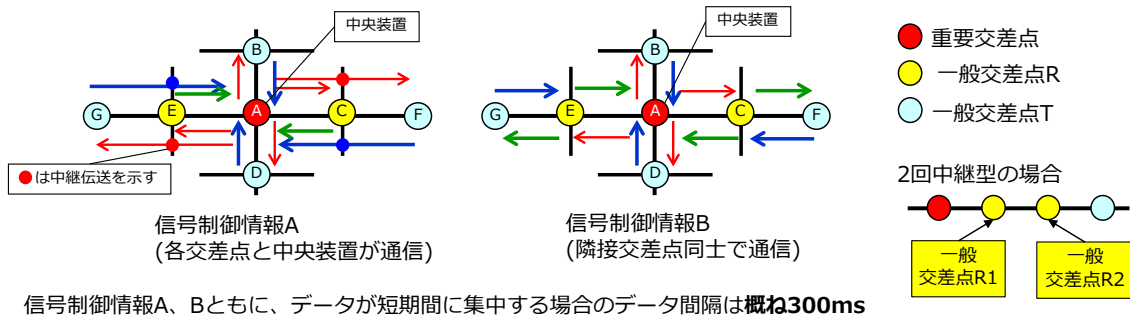 中央装置
B
G
E
A
C
F
D
●は中継伝送を示す
信号制御情報A
(各交差点と中央装置が通信)
中央装置
B
G
E
A
C
F
D
信号制御情報B
(隣接交差点同士で通信)
重要交差点
一般交差点R
一般交差点T
2回中継型の場合
一般
交差点R1
一般
交差点R2
信号制御情報A、Bともに、データが短期間に集中する場合のデータ間隔は概ね300ms